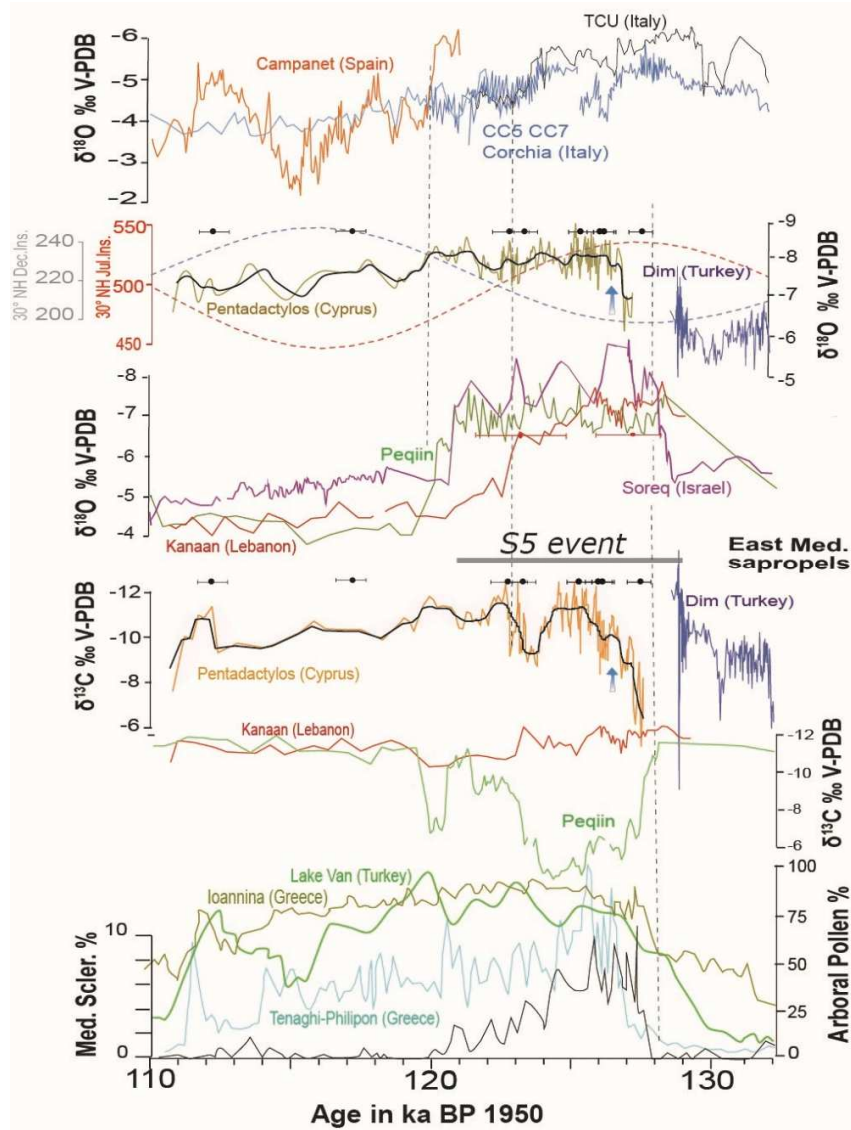 TCU (Italy)
-6
Campanet (Spain)
-5
-4
-3
-2
δ18O ‰ V-PDB
CC5 CC7
Corchia (Italy)
30° NH Dec.Ins.
240
220
200
30° NH Jul.Ins.
550
500
450
-9
-8
-7
-6
-5
δ18O ‰ V-PDB
Dim (Turkey)
Pentadactylos (Cyprus)
-8
-7
-6
-5
-4
δ18O ‰ V-PDB
Peqiin
Soreq (Israel)
Kanaan (Lebanon)
S5 event
East Med.
sapropels
-12
-10
-8
-6
δ13C ‰ V-PDB
Dim (Turkey)
Pentadactylos (Cyprus)
Kanaan (Lebanon)
-12
-10
-8
-6
δ13C ‰ V-PDB
Peqiin
Lake Van (Turkey)
Ioannina (Greece)
100
75
50
25
0
Arboral Pollen %
10
0
Med. Scler. %
Tenaghi-Philipon (Greece)
110
120
130
Age in ka BP 1950